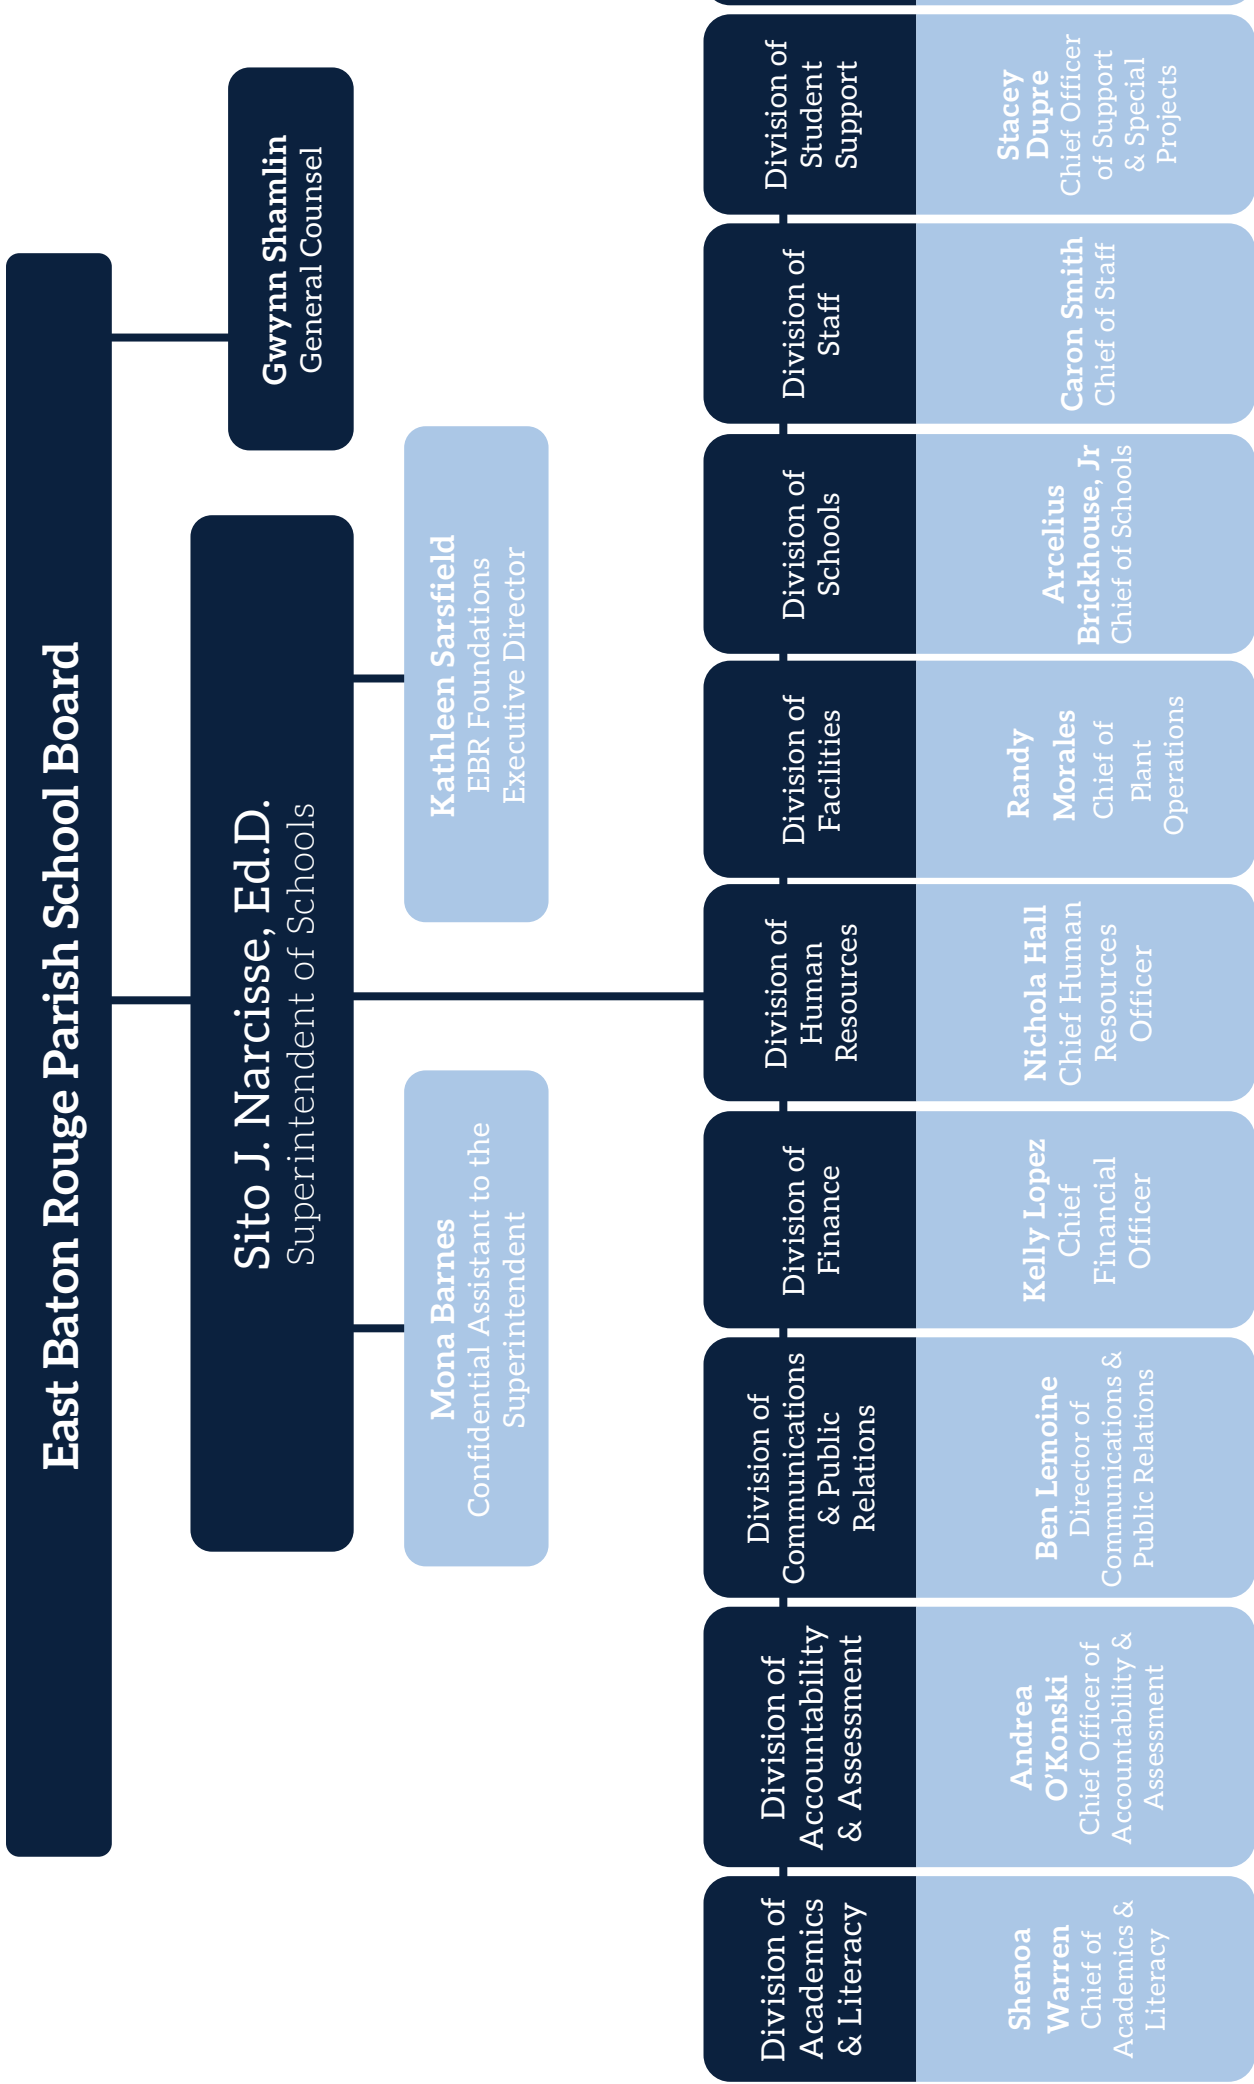 East Baton Rouge Parish School Board
Gwynn Shamlin
General Counsel
Sito J. Narcisse, Ed.D.
Superintendent of Schools
Mona Barnes
Confidential Assistant to the
Superintendent
Kathleen Sarsfield
EBR Foundations
Executive Director
Division of
Academics
& Literacy
Shenoa
Warren
Chief of
Academics &
Literacy
Division of
Accountability
& Assessment
Andrea
O'Konski
Chief Officer of
Accountability &
Assessment
Division of
Communications
& Public
Relations
Ben Lemoine
Director of
Communications &
Public Relations
Division of
Finance
Kelly Lopez
Chief
Financial
Officer
Division of
Human
Resources
Nichola Hall
Chief Human
Resources
Officer
Division of
Facilities
Randy
Morales
Chief of
Plant
Operations
Division of
Schools
Arcelius
Brickhouse, Jr
Chief of Schools
Division of
Staff
Caron Smith
Chief of Staff
Division of
Student
Support
Stacey
Dupre
Chief Officer
of Support
& Special
Projects